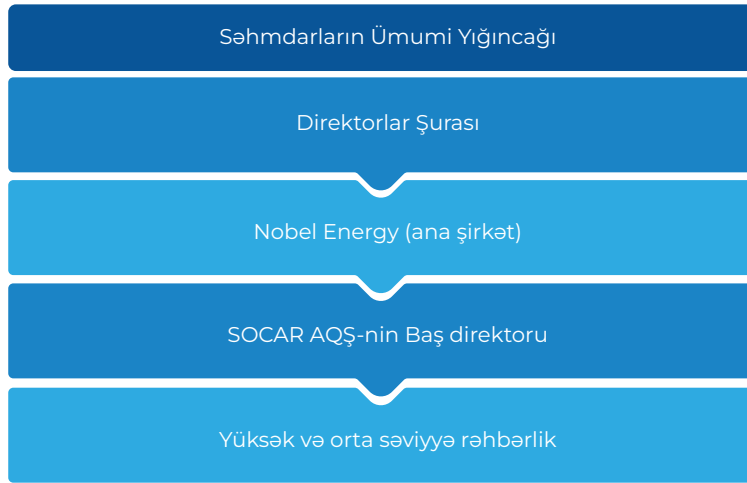 Səhmdarların Ümumi Yığıncağı
Direktorlar Şurası
Nobel Energy (ana şirkət)
SOCAR AQŞ-nin Baş direktoru
Yüksək və orta səviyyə rəhbərlik